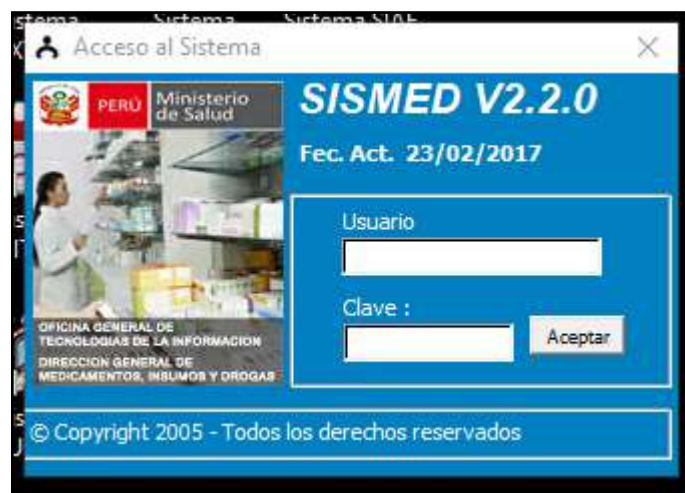 Sistema
Acceso al Sistema
PERÚ
Ministerio
de Salud
SISMED V2.2.0
Fec. Act. 23/02/2017
Usuario
Clave :
Aceptar
OFICINA GENERAL DE
TECNOLOGIAS DE LA INFORMACION
DIRECCION GENERAL DE
MEDICAMENTOS, INSUMOS Y DROGAS
© Copyright 2005 - Todos los derechos reservados